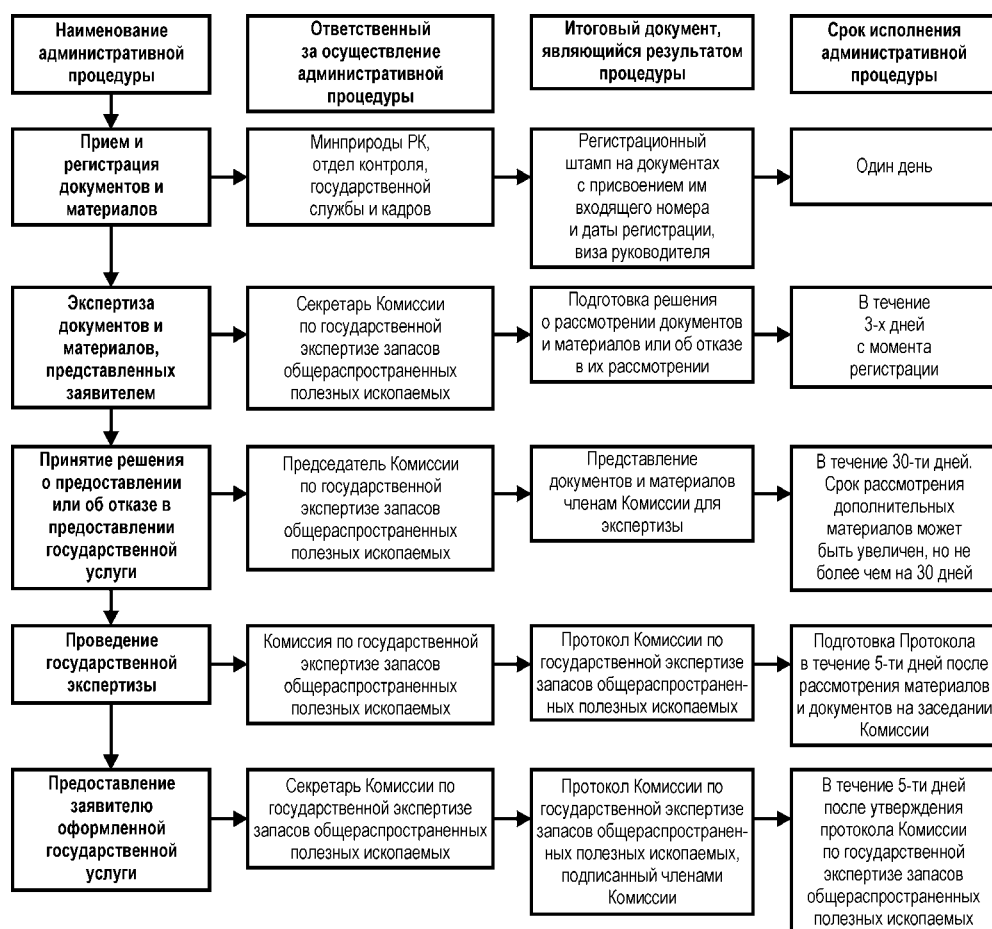 Наименование
административной
процедуры
Ответственный
за осуществление
административной
процедуры
Итоговый документ,
являющийся результатом
процедуры
Срок исполнения
административной
процедуры
Прием и
регистрация
документов и
материалов
Минприроды РК,
отдел контроля,
государственной
службы и кадров
Регистрационный
штамп на документах
с присвоением им
входящего номера
и даты регистрации,
виза руководителя
Один день
Экспертиза
документов и
материалов,
представленных
заявителем
Секретарь Комиссии
по государственной
экспертизе запасов
общераспространенных
полезных ископаемых
Подготовка решения
о рассмотрении документов
и материалов или об отказе
в их рассмотрении
В течение
3-х дней
с момента
регистрации
Принятие решения
о предоставлении
или об отказе в
предоставлении
государственной
услуги
Председатель Комиссии
по государственной
экспертизе запасов
общераспространенных
полезных ископаемых
Представление
документов и материалов
членам Комиссии для
экспертизы
В течение 30-ти дней.
Срок рассмотрения
дополнительных
материалов может
быть увеличен, но не
более чем на 30 дней
Проведение
государственной
экспертизы
Комиссия по государственной
экспертизе запасов
общераспространенных
полезных ископаемых
Протокол Комиссии по
государственной экспертизе
запасов общераспространен-
ных полезных ископаемых
Подготовка Протокола
в течение 5-ти дней после
рассмотрения материалов
и документов на заседании
Комиссии
Предоставление
заявителю
оформленной
государственной
услуги
Секретарь Комиссии по
государственной экспертизе
запасов общераспространенных
полезных ископаемых
Протокол Комиссии по
государственной экспертизе
запасов общераспространен-
ных полезных ископаемых,
подписанный членами
Комиссии
В течение 5-ти дней
после утверждения
протокола Комиссии
по государственной
экспертизе запасов
общераспространенных
полезных ископаемых